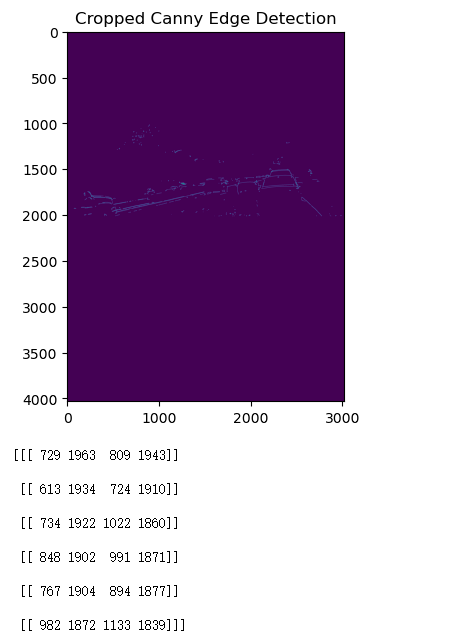 Cropped Canny Edge Detection
0
500
1000
1500
2000
2500
3000
3500
4000
0 1000 2000 3000
[[[ 729 1963  809 1943]]
[[ 613 1934  724 1910]]
[[ 734 1922 1022 1860]]
[[ 848 1902  991 1871]]
[[ 767 1904  894 1877]]
[[ 982 1872 1133 1839]]]